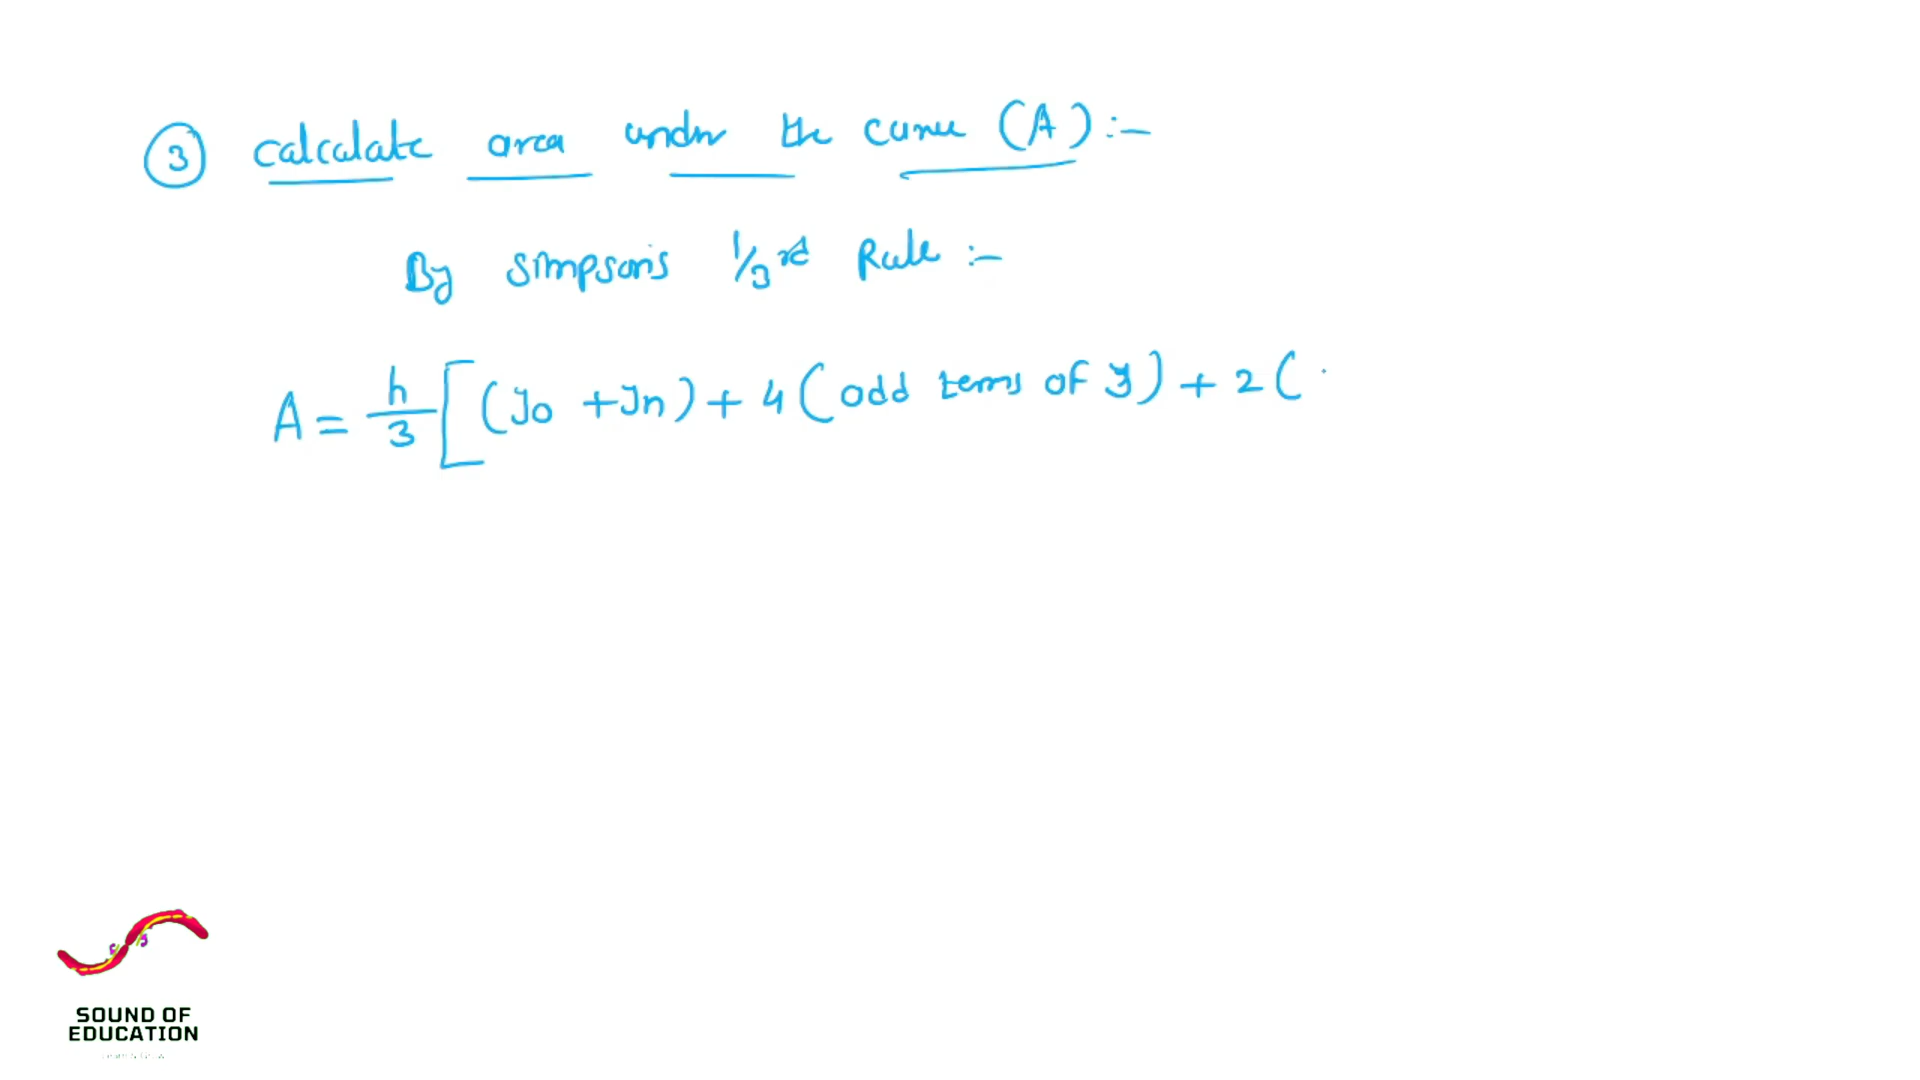 ③ calculate area under the curve (A):-
By simpson's 1/3rd Rule :-
A = h/3 [(y0 + yn) + 4 (odd terms of y) + 2 (
SOUND OF
EDUCATION